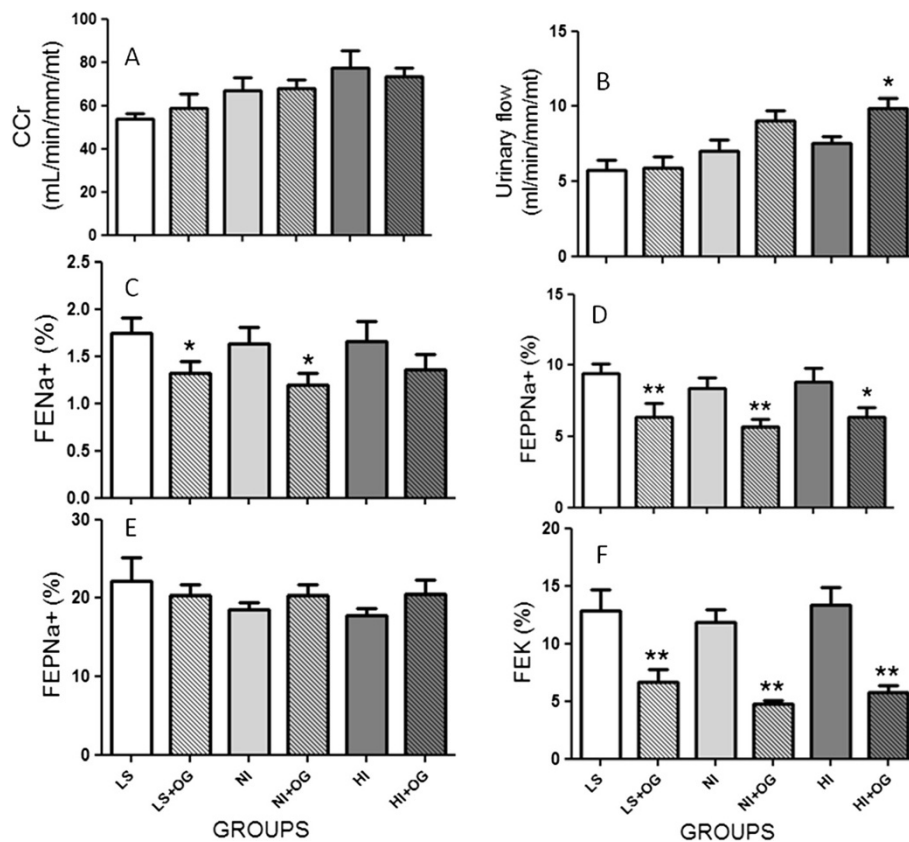 A
CCr
(mL/min/mm/mt)
100
80
60
40
20
0
B
*
Urinary flow
(ml/min/mm/mt)
15
10
5
0
C
* *
FENa+ (%)
2.5
2.0
1.5
1.0
0.5
0.0
D
** ** *
FEPPNa+ (%)
15
10
5
0
E
FEPNa+ (%)
30
20
10
0
LS LS+OG NI NI+OG HI HI+OG
GROUPS
F
** ** **
FEK (%)
20
15
10
5
0
LS LS+OG NI NI+OG HI HI+OG
GROUPS